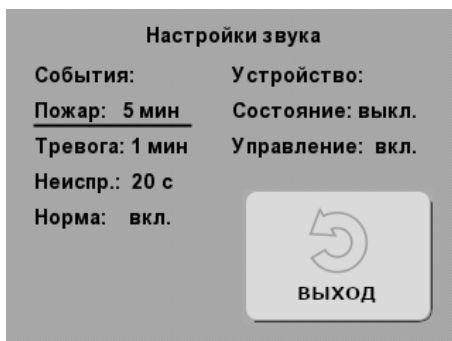 Настройки звука
События:
Пожар: 5 мин
Тревога: 1 мин
Неиспр.: 20 с
Норма: вкл.
Устройство:
Состояние: выкл.
Управление: вкл.
ВЫХОД